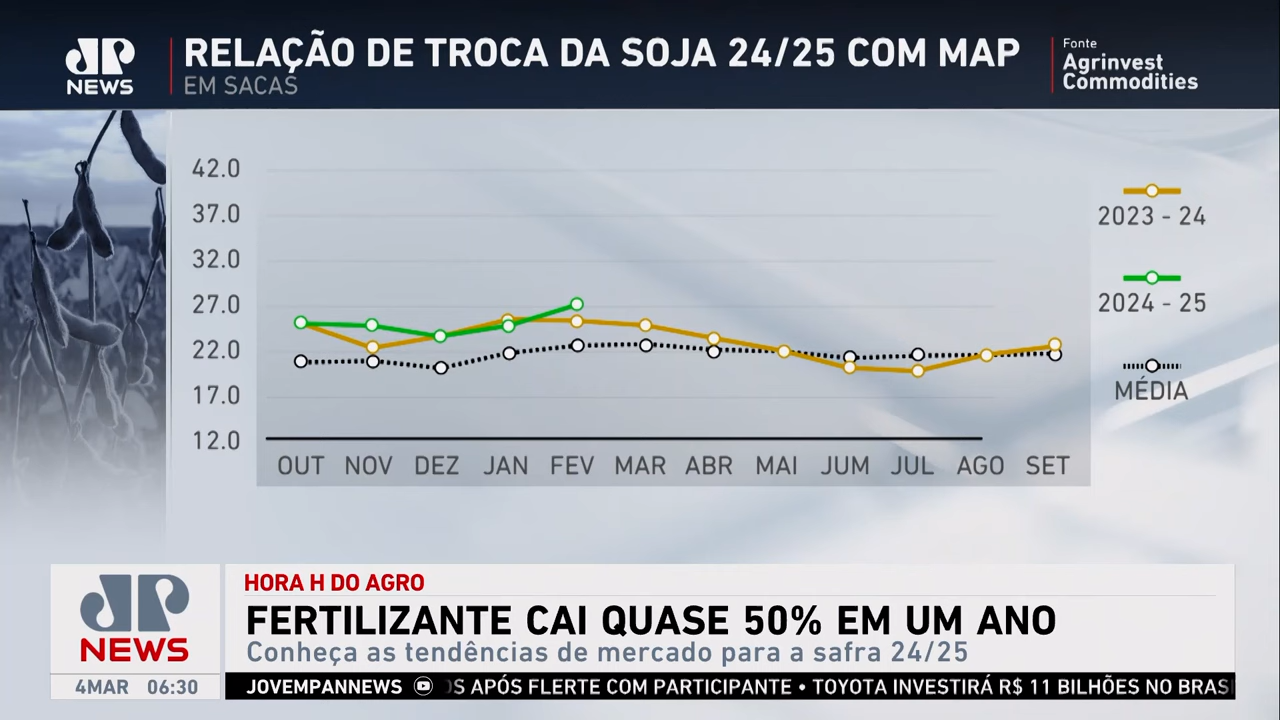 JP
NEWS
RELAÇÃO DE TROCA DA SOJA 24/25 COM MAP
EM SACAS
Fonte
Agrinvest
Commodities
42.0
37.0
32.0
27.0
22.0
17.0
12.0
OUT NOV DEZ JAN FEV MAR ABR MAI JUM JUL AGO SET
2023 - 24
2024 - 25
MÉDIA
JP
NEWS
4MAR 06:30
HORA H DO AGRO
FERTILIZANTE CAI QUASE 50% EM UM ANO
Conheça as tendências de mercado para a safra 24/25
JOVEMPANNEWS OS APÓS FLERTE COM PARTICIPANTE • TOYOTA INVESTIRÁ R$ 11 BILHÕES NO BRASI